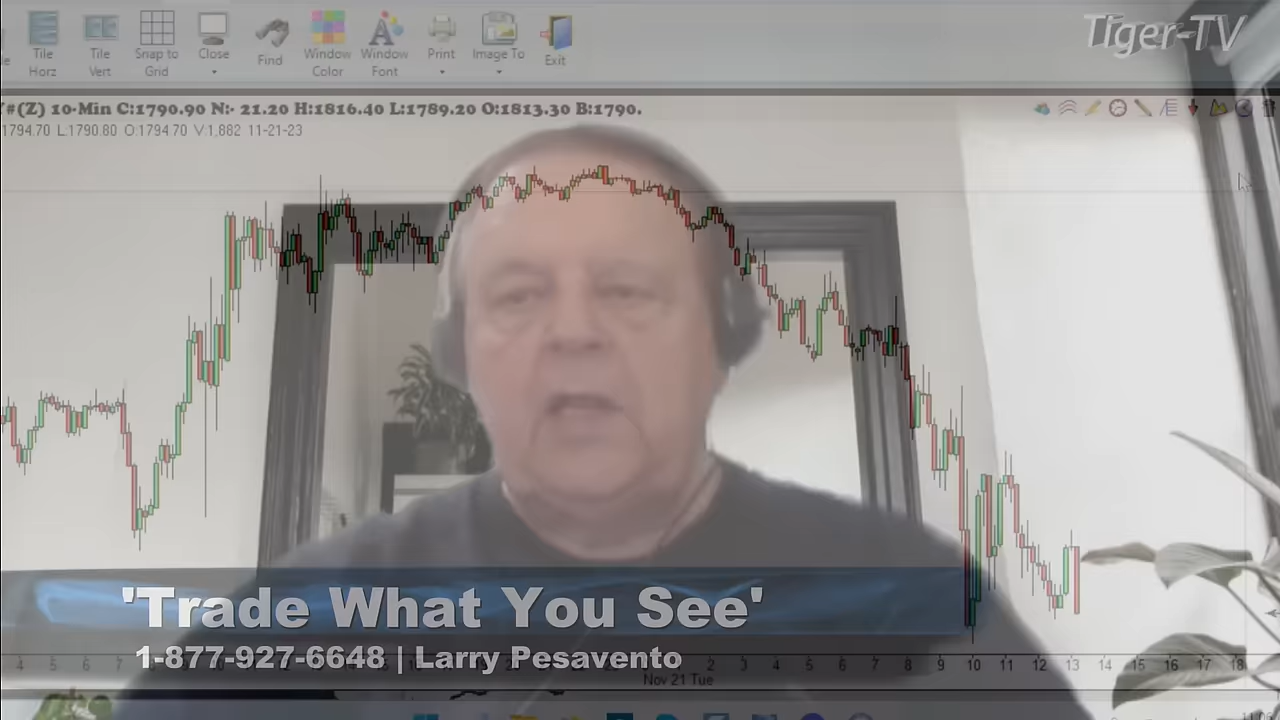 Tiger-TV
Tile Horz
Tile Vert
Snap to Grid
Close
Find
Window Color
Window Font
Print
Image To
Exit
#(Z) 10-Min C:1790.90 N:- 21.20 H:1816.40 L:1789.20 O:1813.30 B:1790.
1794.70 L:1790.80 O:1794.70 V:1,882 11-21-23
'Trade What You See'
1-877-927-6648 | Larry Pesavento
4 5 6 7 2 3 4 5 6 7 8 9 10 11 12 13 14 15 16 17 18
Nov 21 Tue